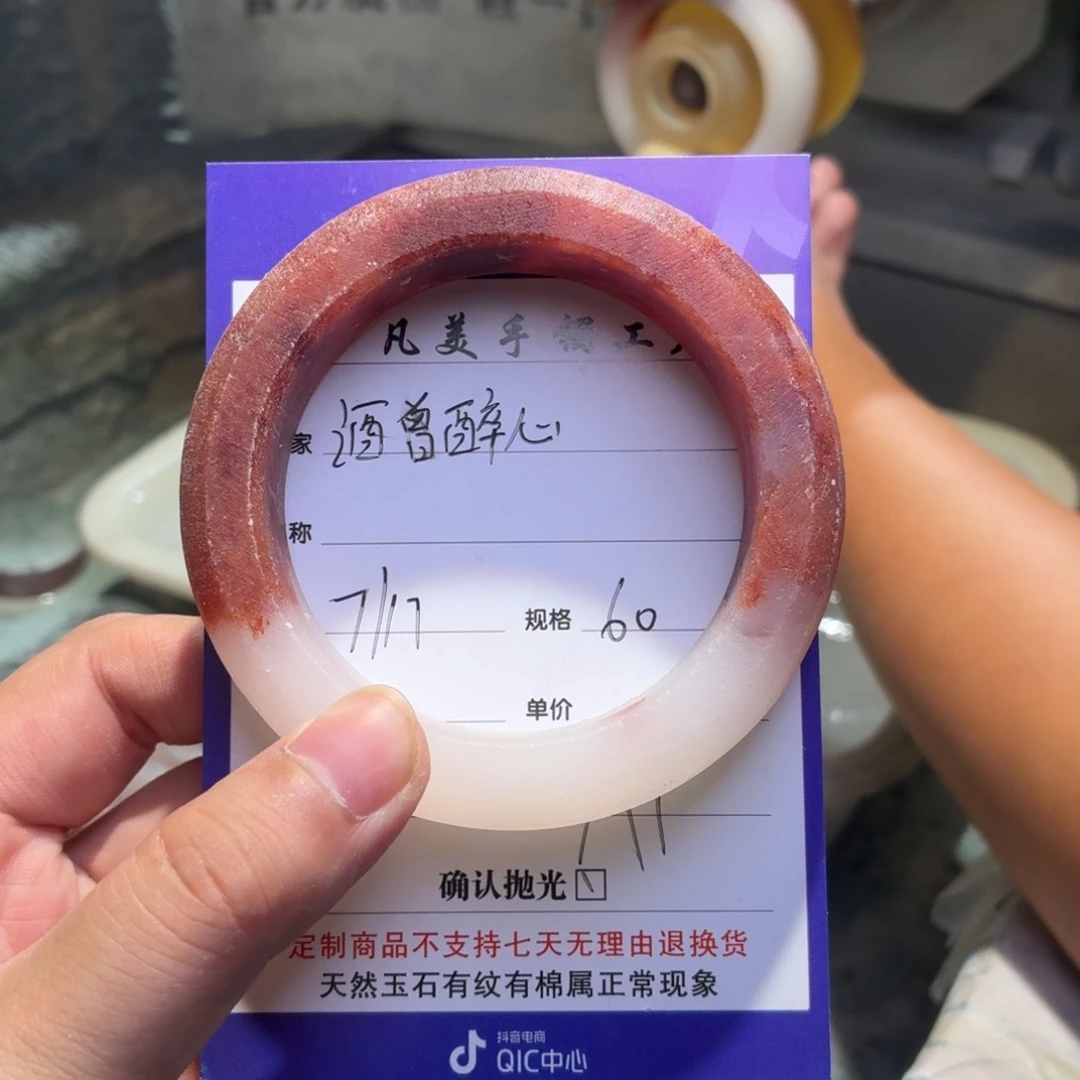 凡美手镯工
家 酒曾醉心
称
7/17 规格 60
单价
确认抛光
定制商品不支持七天无理由退换货
天然玉石有纹有棉属正常现象
抖音电商
QIC中心